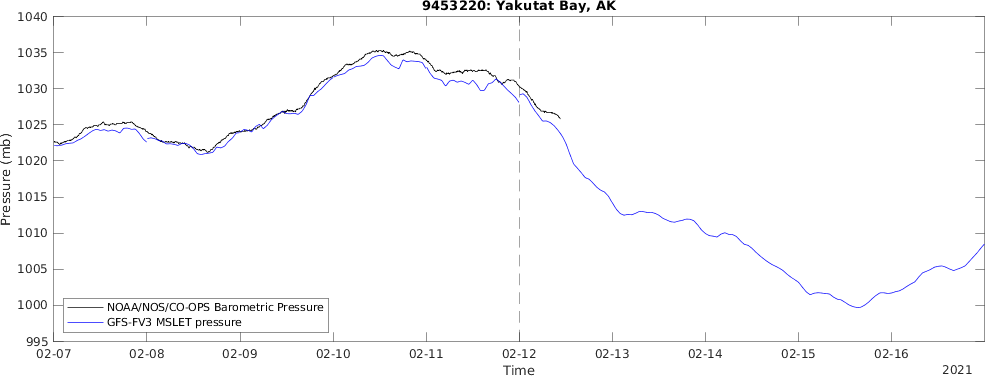 9453220: Yakutat Bay, AK
1040
1035
1030
1025
1020
1015
1010
1005
1000
995
Pressure (mb)
NOAA/NOS/CO-OPS Barometric Pressure
GFS-FV3 MSLET pressure
02-07 02-08 02-09 02-10 02-11 02-12 02-13 02-14 02-15 02-16
Time
2021